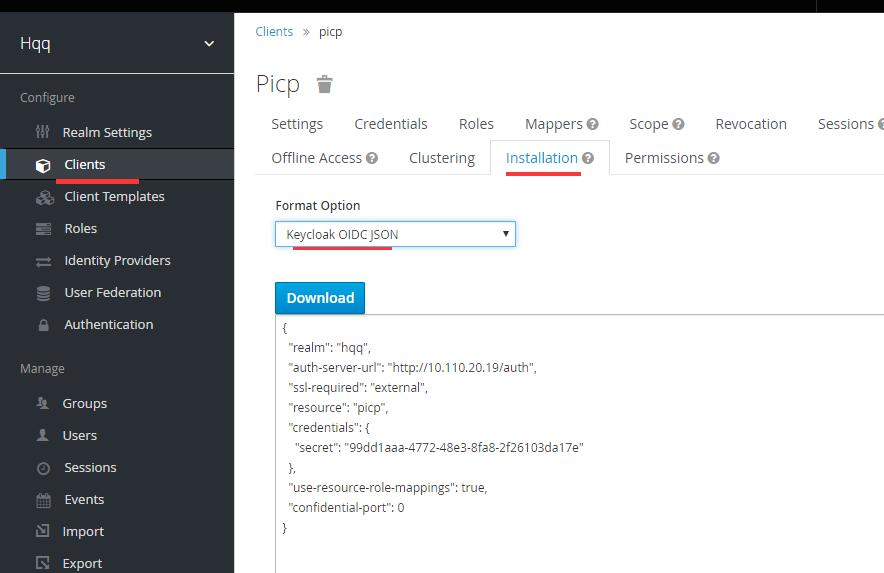 Hqq
Configure
Realm Settings
Clients
Client Templates
Roles
Identity Providers
User Federation
Authentication
Manage
Groups
Users
Sessions
Events
Import
Export
Clients » picp
Picp
Settings Credentials Roles Mappers Scope Revocation Sessions
Offline Access Clustering Installation Permissions
Format Option
Keycloak OIDC JSON
Download
{
"realm": "hqq",
"auth-server-url": "http://10.110.20.19/auth",
"ssl-required": "external",
"resource": "picp",
"credentials": {
"secret": "99dd1aaa-4772-48e3-8fa8-2f26103da17e"
},
"use-resource-role-mappings": true,
"confidential-port": 0
}